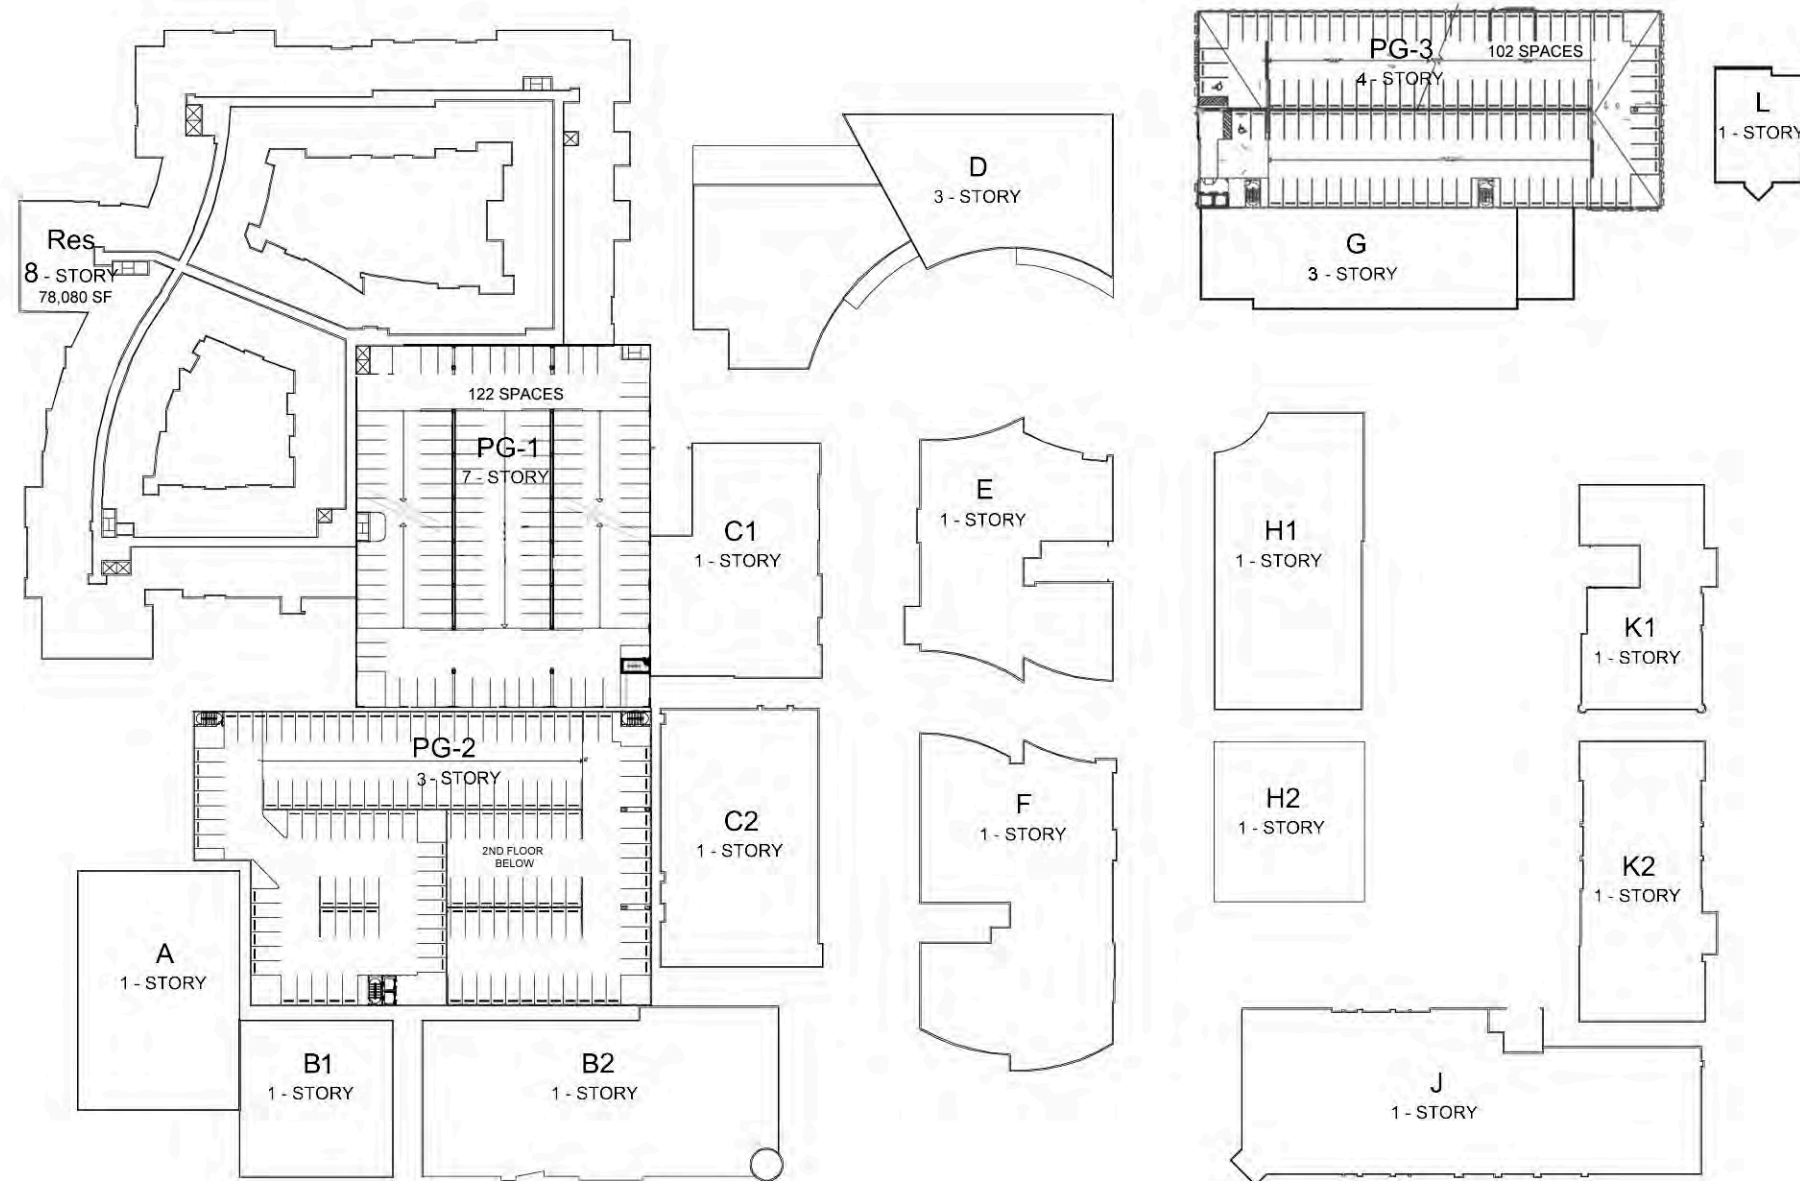 PG-3
102 SPACES
4 - STORY
L
1 - STORY
D
3 - STORY
Res
8 - STORY
78,080 SF
G
3 - STORY
122 SPACES
PG-1
7 - STORY
C1
1 - STORY
E
1 - STORY
H1
1 - STORY
K1
1 - STORY
PG-2
3 - STORY
2ND FLOOR
BELOW
C2
1 - STORY
F
1 - STORY
H2
1 - STORY
K2
1 - STORY
A
1 - STORY
B1
1 - STORY
B2
1 - STORY
J
1 - STORY